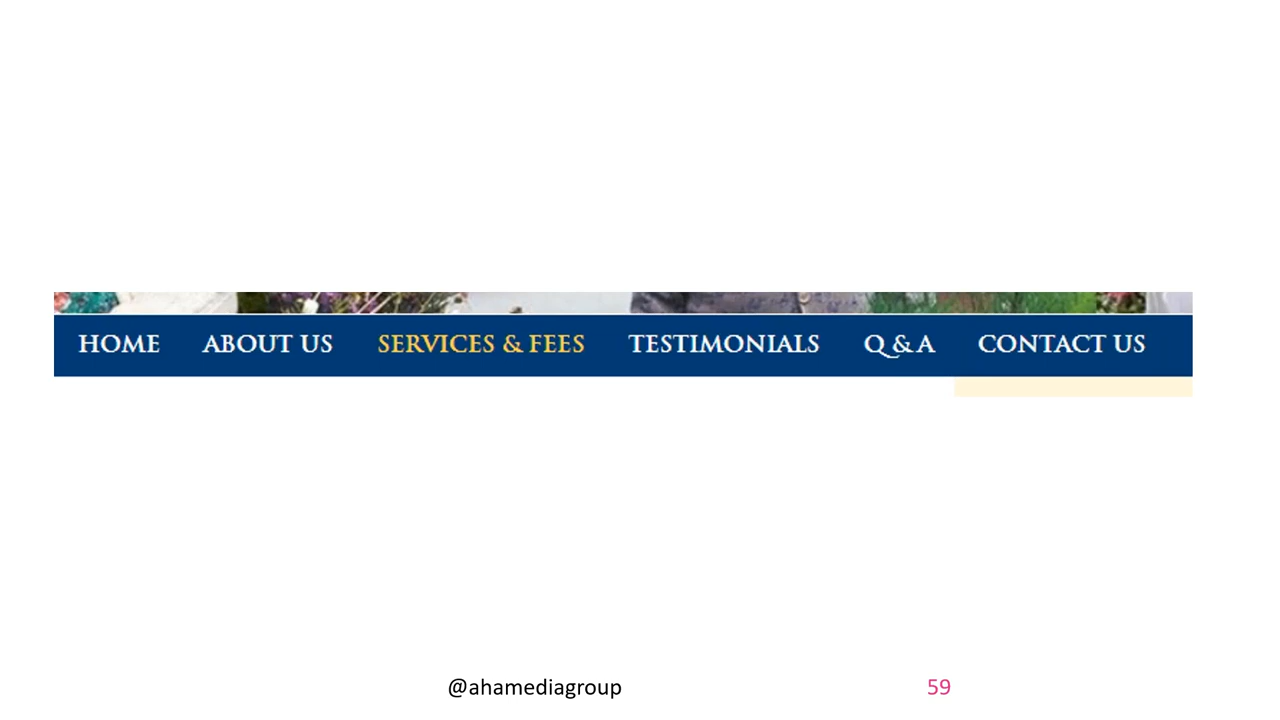 HOME ABOUT US SERVICES & FEES TESTIMONIALS Q & A CONTACT US
@ahamediagroup 59